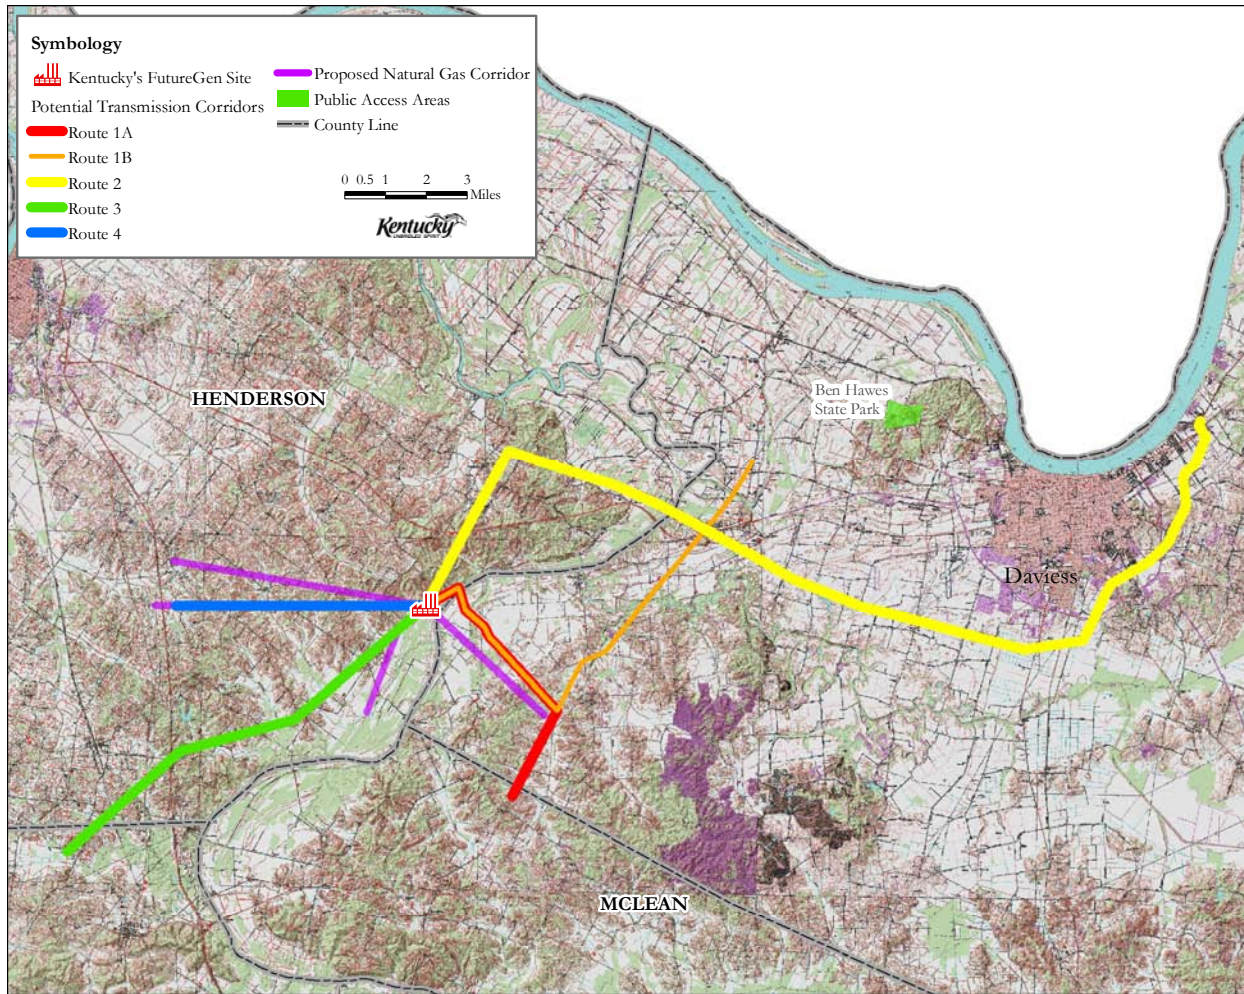 Symbology
Kentucky's FutureGen Site
Potential Transmission Corridors
Route 1A
Route 1B
Route 2
Route 3
Route 4
Proposed Natural Gas Corridor
Public Access Areas
County Line
0 0.5 1 2 3
Miles
Kentucky
UNBRIDLED SPIRIT
HENDERSON
Ben Hawes
State Park
Daviess
MCLEAN